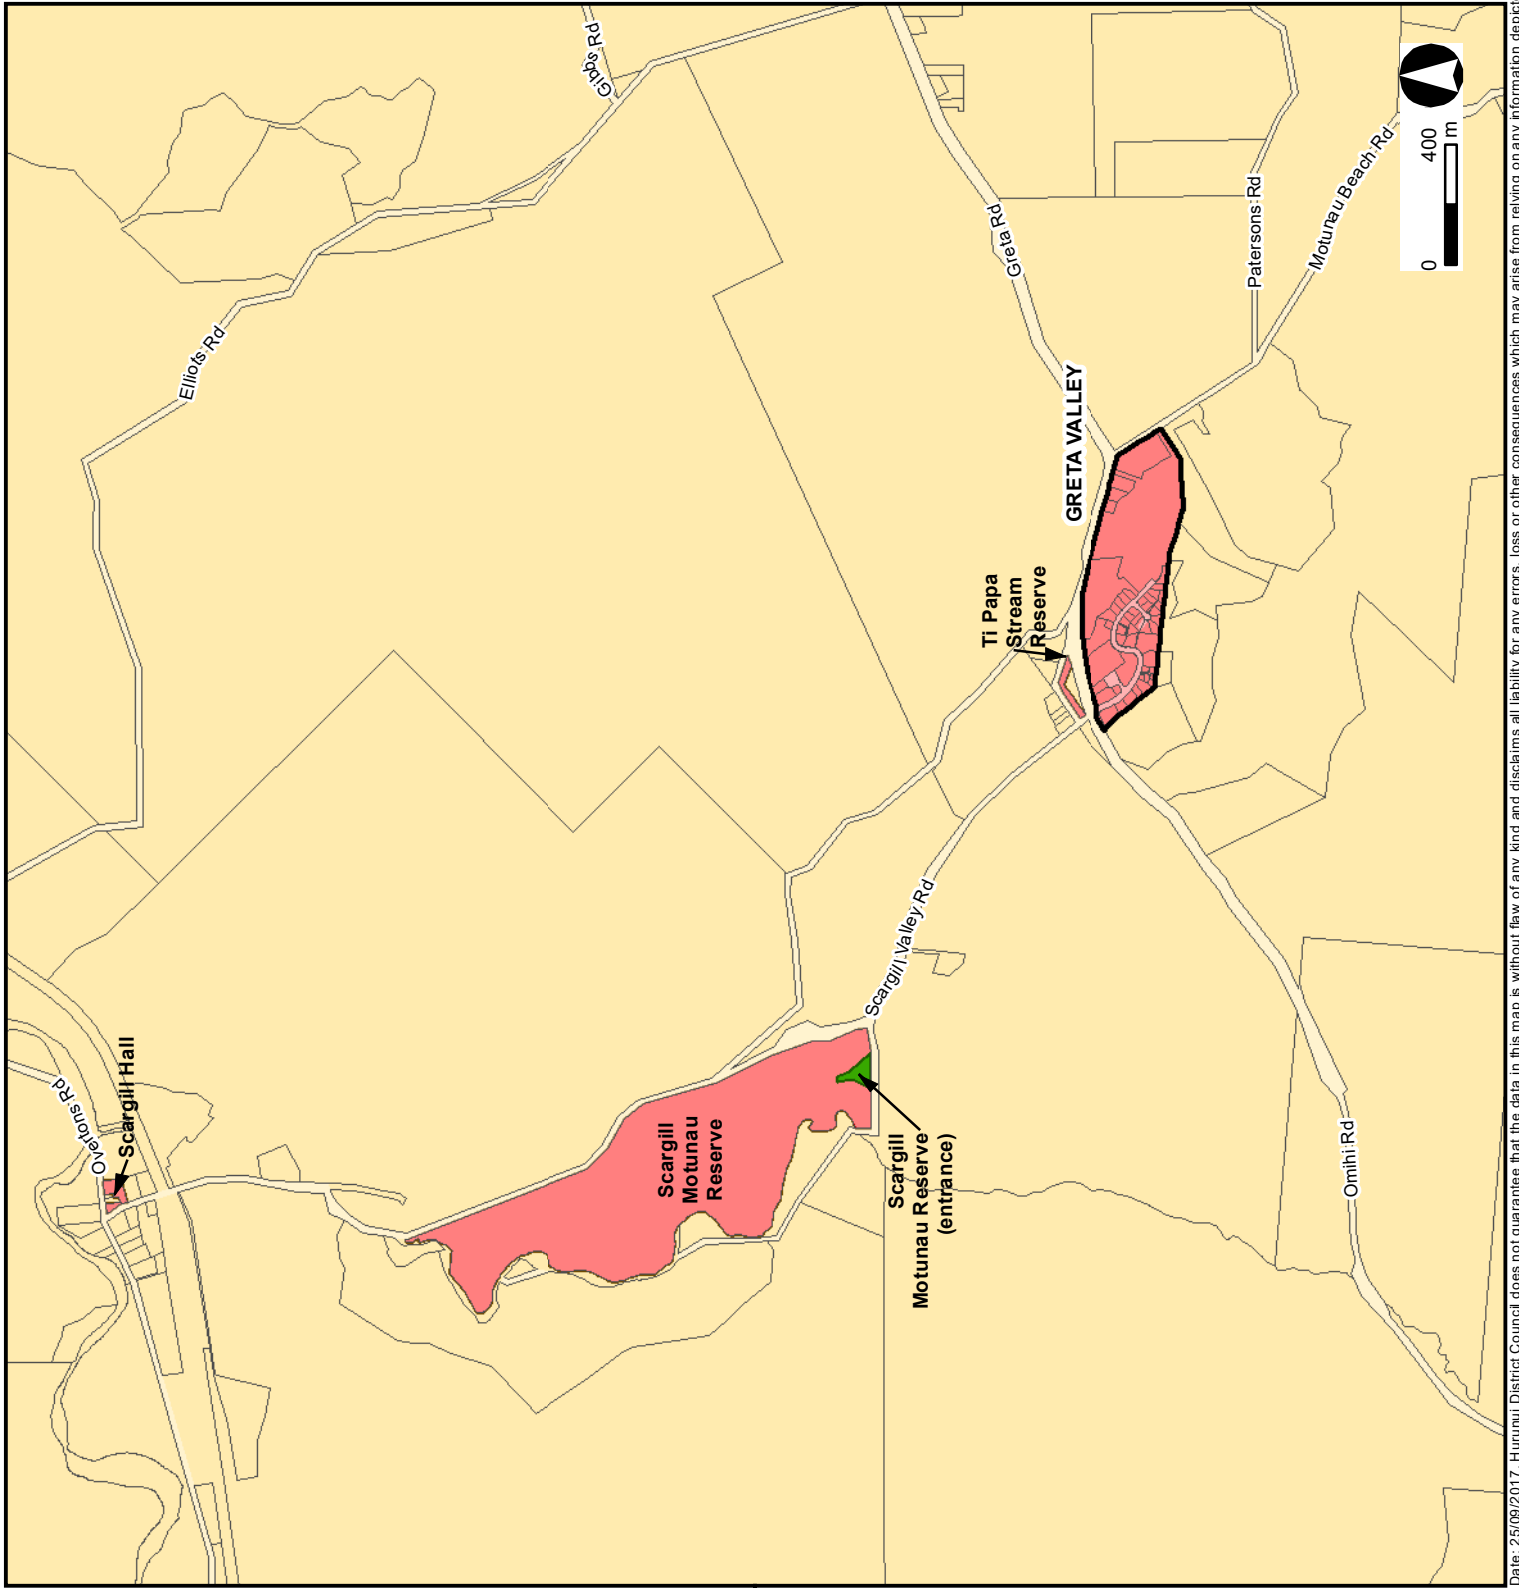 Gibbs Rd
Elliots Rd
Greta Rd
Patersons Rd
Motunau Beach Rd
0 400
m
GRETA VALLEY
Ti Papa
Stream
Reserve
Scargill Valley Rd
Overtons Rd
Scargill Hall
Scargill
Motunau
Reserve
Scargill
Motunau Reserve
(entrance)
Omihi Rd
Date: 25/09/2017. Hurunui District Council does not guarantee that the data in this map is without flaw of any kind and disclaims all liability for any errors, loss or other consequences which may arise from relying on any information